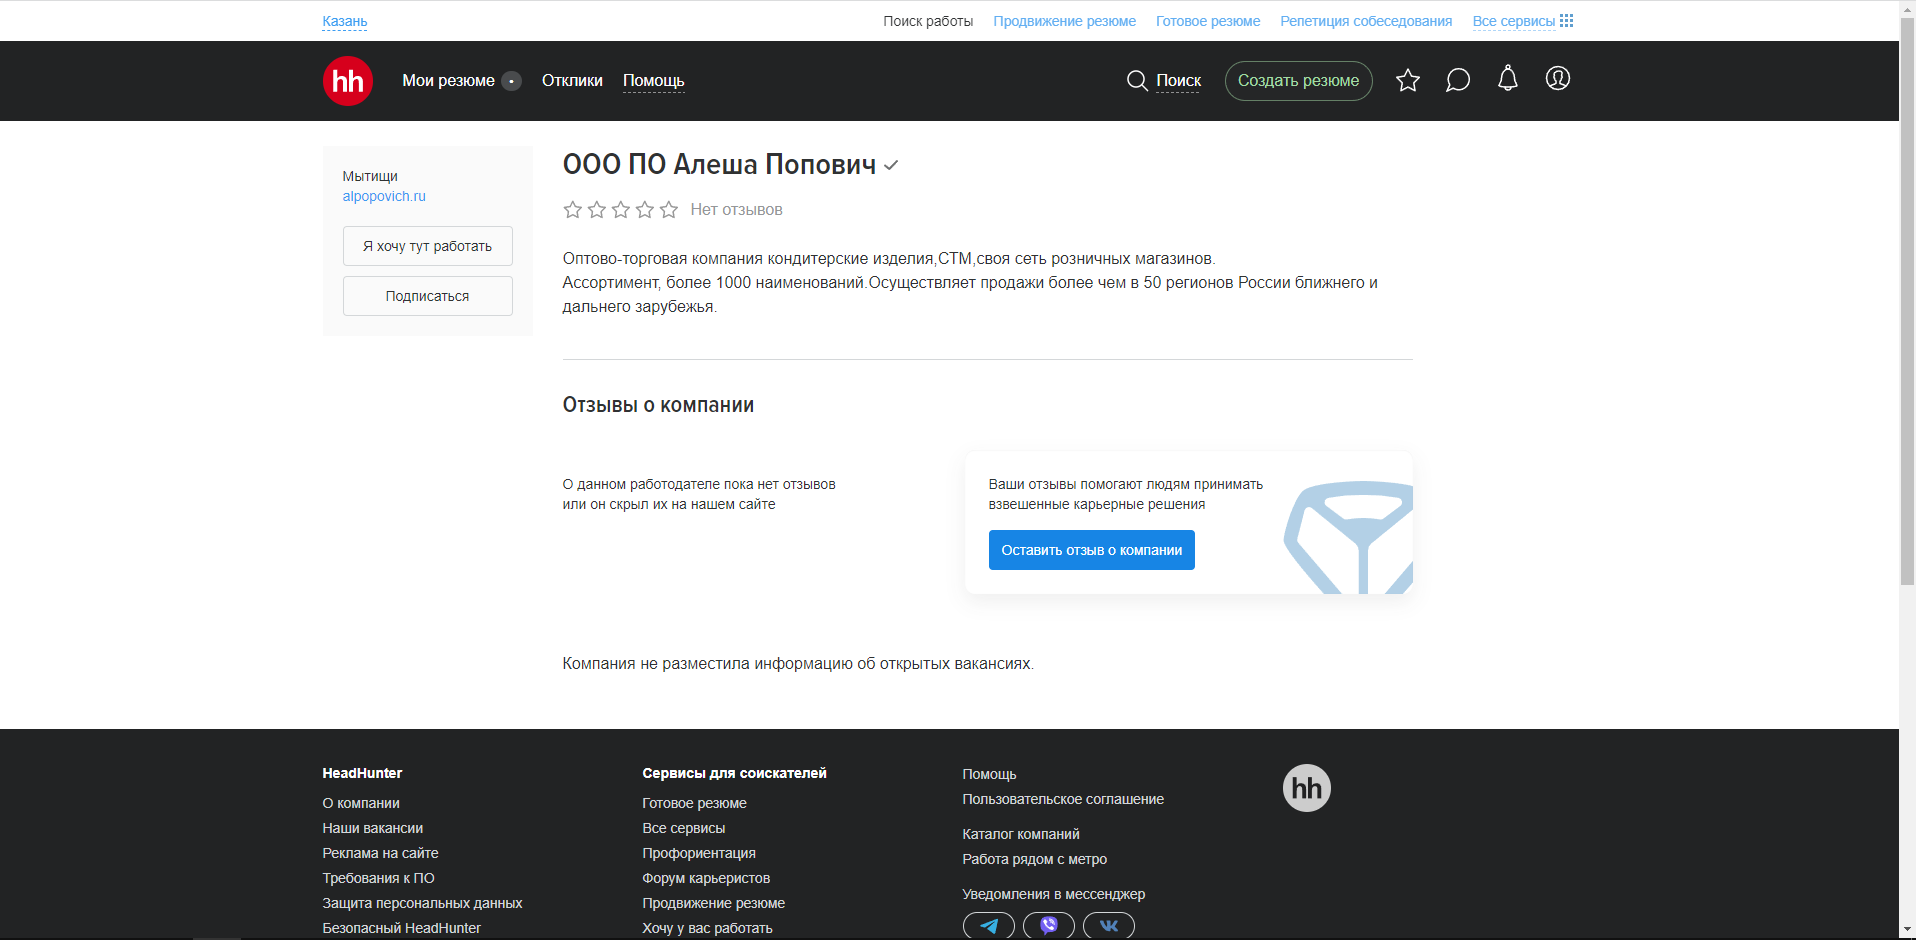 Казань
Поиск работы
Продвижение резюме
Готовое резюме
Репетиция собеседования
Все сервисы
hh
Мои резюме
Отклики
Помощь
Поиск
Создать резюме
Мытищи
alpopovich.ru
Я хочу тут работать
Подписаться
ООО ПО Алеша Попович
Нет отзывов
Оптово-торговая компания кондитерские изделия,СТМ,своя сеть розничных магазинов.
Ассортимент, более 1000 наименований.Осуществляет продажи более чем в 50 регионов России ближнего и
дальнего зарубежья.
Отзывы о компании
О данном работодателе пока нет отзывов
или он скрыл их на нашем сайте
Ваши отзывы помогают людям принимать
взвешенные карьерные решения
Оставить отзыв о компании
Компания не разместила информацию об открытых вакансиях.
HeadHunter
О компании
Наши вакансии
Реклама на сайте
Требования к ПО
Защита персональных данных
Безопасный HeadHunter
Сервисы для соискателей
Готовое резюме
Все сервисы
Профориентация
Форум карьеристов
Продвижение резюме
Хочу у вас работать
Помощь
Пользовательское соглашение
Каталог компаний
Работа рядом с метро
Уведомления в мессенджер
hh